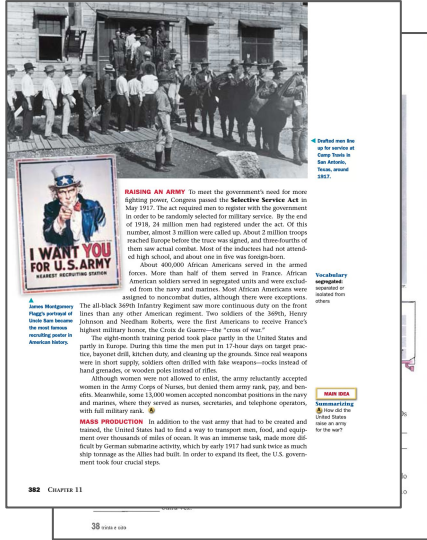 Drafted men line
up for service at
Camp Travis in
San Antonio,
Texas, around
1917.
I WANT YOU
FOR U.S. ARMY
NEAREST RECRUITING STATION
James Montgomery
Flagg's portrayal of
Uncle Sam became
the most famous
recruiting poster in
American history.
RAISING AN ARMY To meet the government's need for more
fighting power, Congress passed the Selective Service Act in
May 1917. The act required men to register with the government
in order to be randomly selected for military service. By the end
of 1918, 24 million men had registered under the act. Of this
number, almost 3 million were called up. About 2 million troops
reached Europe before the truce was signed, and three-fourths of
them saw actual combat. Most of the inductees had not attend-
ed high school, and about one in five was foreign-born.
About 400,000 African Americans served in the armed
forces. More than half of them served in France. African
American soldiers served in segregated units and were exclud-
ed from the navy and marines. Most African Americans were
assigned to noncombat duties, although there were exceptions.
The all-black 369th Infantry Regiment saw more continuous duty on the front
lines than any other American regiment. Two soldiers of the 369th, Henry
Johnson and Needham Roberts, were the first Americans to receive France's
highest military honor, the Croix de Guerre—the "cross of war."
The eight-month training period took place partly in the United States and
partly in Europe. During this time the men put in 17-hour days on target prac-
tice, bayonet drill, kitchen duty, and cleaning up the grounds. Since real weapons
were in short supply, soldiers often drilled with fake weapons—rocks instead of
hand grenades, or wooden poles instead of rifles.
Although women were not allowed to enlist, the army reluctantly accepted
women in the Army Corps of Nurses, but denied them army rank, pay, and ben-
efits. Meanwhile, some 13,000 women accepted noncombat positions in the navy
and marines, where they served as nurses, secretaries, and telephone operators,
with full military rank. A
MASS PRODUCTION In addition to the vast army that had to be created and
trained, the United States had to find a way to transport men, food, and equip-
ment over thousands of miles of ocean. It was an immense task, made more dif-
ficult by German submarine activity, which by early 1917 had sunk twice as much
ship tonnage as the Allies had built. In order to expand its fleet, the U.S. govern-
ment took four crucial steps.
Vocabulary
segregated:
separated or
isolated from
others
MAIN IDEA
Summarizing
A How did the
United States
raise an army
for the war?
382 CHAPTER 11
38